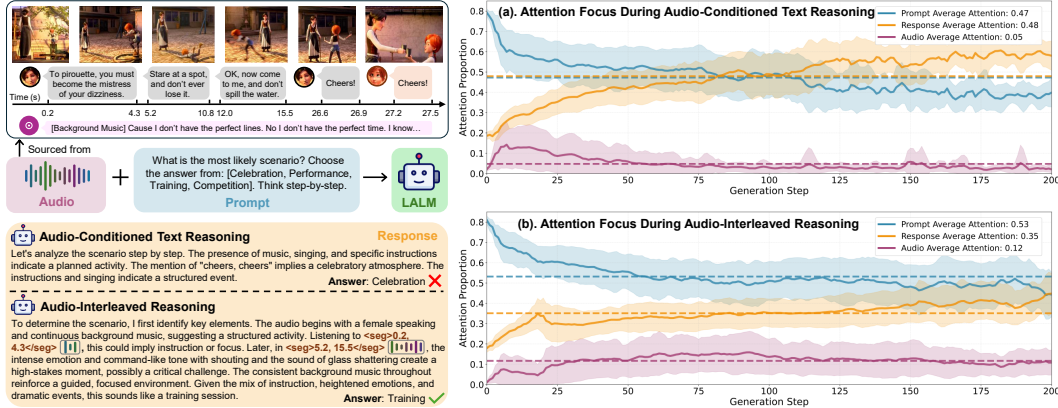 To pirouette, you must
become the mistress
of your dizziness.
Stare at a spot,
and don't ever
lose it.
OK, now come
to me, and don't
spill the water.
Cheers!
Cheers!
Time (s)
0.2
4.3 5.2
10.8 12.0
15.5
26.6
26.9
27.2
27.5
[Background Music] Cause I don't have the perfect lines. No I don't have the perfect time. I know…
Sourced from
Audio
What is the most likely scenario? Choose
the answer from: [Celebration, Performance,
Training, Competition]. Think step-by-step.
Prompt
LALM
Audio-Conditioned Text Reasoning
Response
Let's analyze the scenario step by step. The presence of music, singing, and specific instructions
indicate a planned activity. The mention of "cheers, cheers" implies a celebratory atmosphere. The
instructions and singing indicate a structured event.
Answer: Celebration
Audio-Interleaved Reasoning
To determine the scenario, I first identify key elements. The audio begins with a female speaking
and continuous background music, suggesting a structured activity. Listening to <seg>0.2,
4.3</seg> , this could imply instruction or focus. Later, in <seg>5.2, 15.5</seg> , the
intense emotion and command-like tone with shouting and the sound of glass shattering create a
high-stakes moment, possibly a critical challenge. The consistent background music throughout
reinforce a guided, focused environment. Given the mix of instruction, heightened emotions, and
dramatic events, this sounds like a training session.
Answer: Training
(a). Attention Focus During Audio-Conditioned Text Reasoning
Prompt Average Attention: 0.47
Response Average Attention: 0.48
Audio Average Attention: 0.05
Attention Proportion
0.8
0.7
0.6
0.5
0.4
0.3
0.2
0.1
0.0
0
25
50
75
100
125
150
175
200
Generation Step
(b). Attention Focus During Audio-Interleaved Reasoning
Prompt Average Attention: 0.53
Response Average Attention: 0.35
Audio Average Attention: 0.12
Attention Proportion
0.8
0.7
0.6
0.5
0.4
0.3
0.2
0.1
0.0
0
25
50
75
100
125
150
175
200
Generation Step